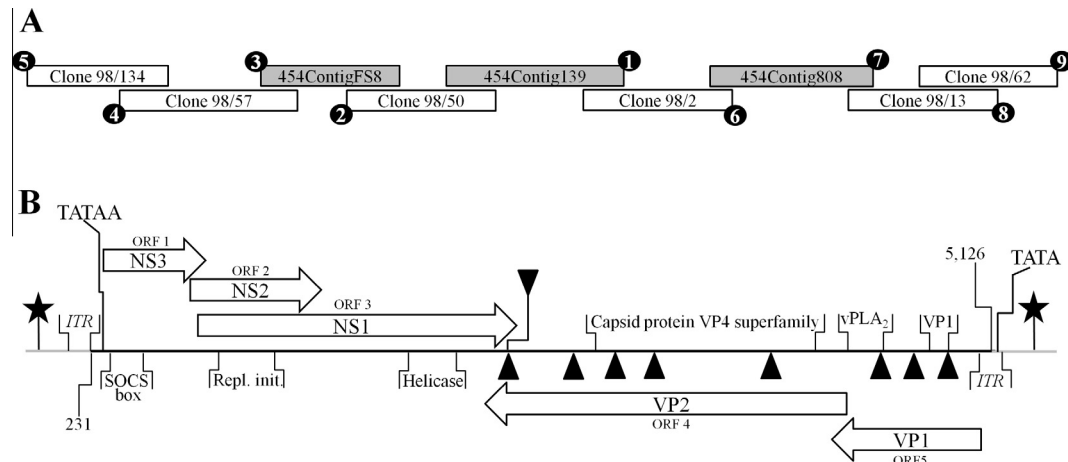 A
5 Clone 98/134
3 454ContigFS8
454Contig139 1
454Contig808 7
Clone 98/62 9
4 Clone 98/57
2 Clone 98/50
Clone 98/2 6
Clone 98/13 8
B
TATAA
ORF 1
NS3
ORF 2
NS2
ORF 3
NS1
5,126
TATA
ITR
Capsid protein VP4 superfamily
vPLA2
VP1
SOCS
box
Repl. init.
Helicase
ITR
231
VP2
ORF 4
VP1
ORF5